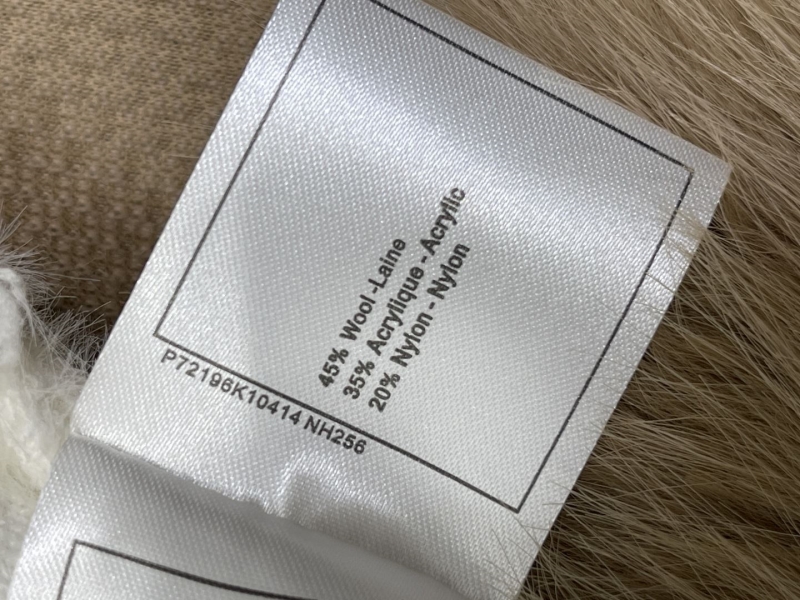 45% Wool -Laine
35% Acrylique - Acrylic
20% Nylon - Nylon
P72196K10414 NH256